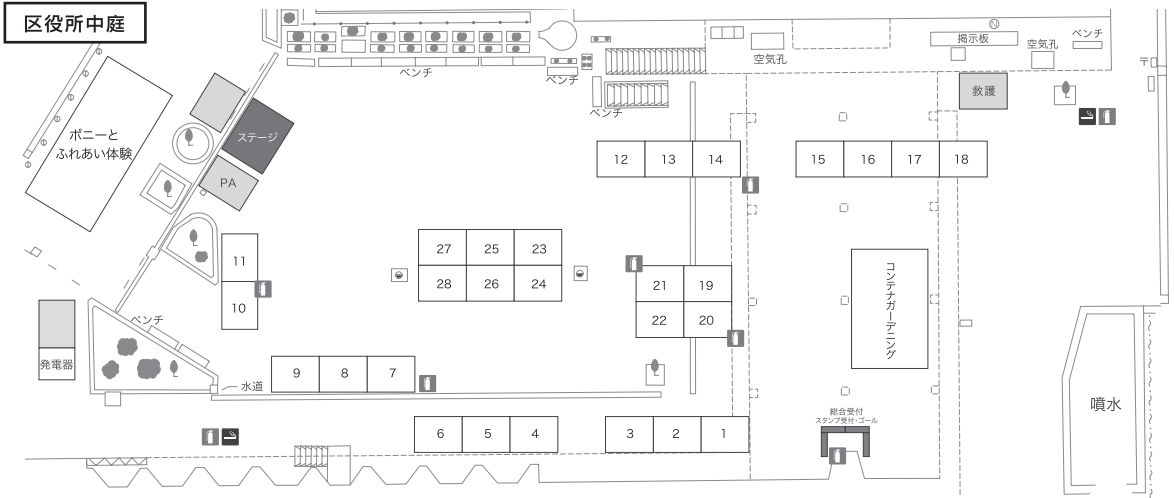 区役所中庭
ベンチ
ベンチ
ベンチ
空気孔
掲示板
空気孔
ベンチ
〒
救護
ポニーと
ふれあい体験
ステージ
PA
12 13 14
15 16 17 18
27 25 23
28 26 24
11
10
21 19
22 20
コンテナガーデニング
ベンチ
発電器
水道
9 8 7
6 5 4
3 2 1
総合受付
スタンプ受付・ゴール
噴水